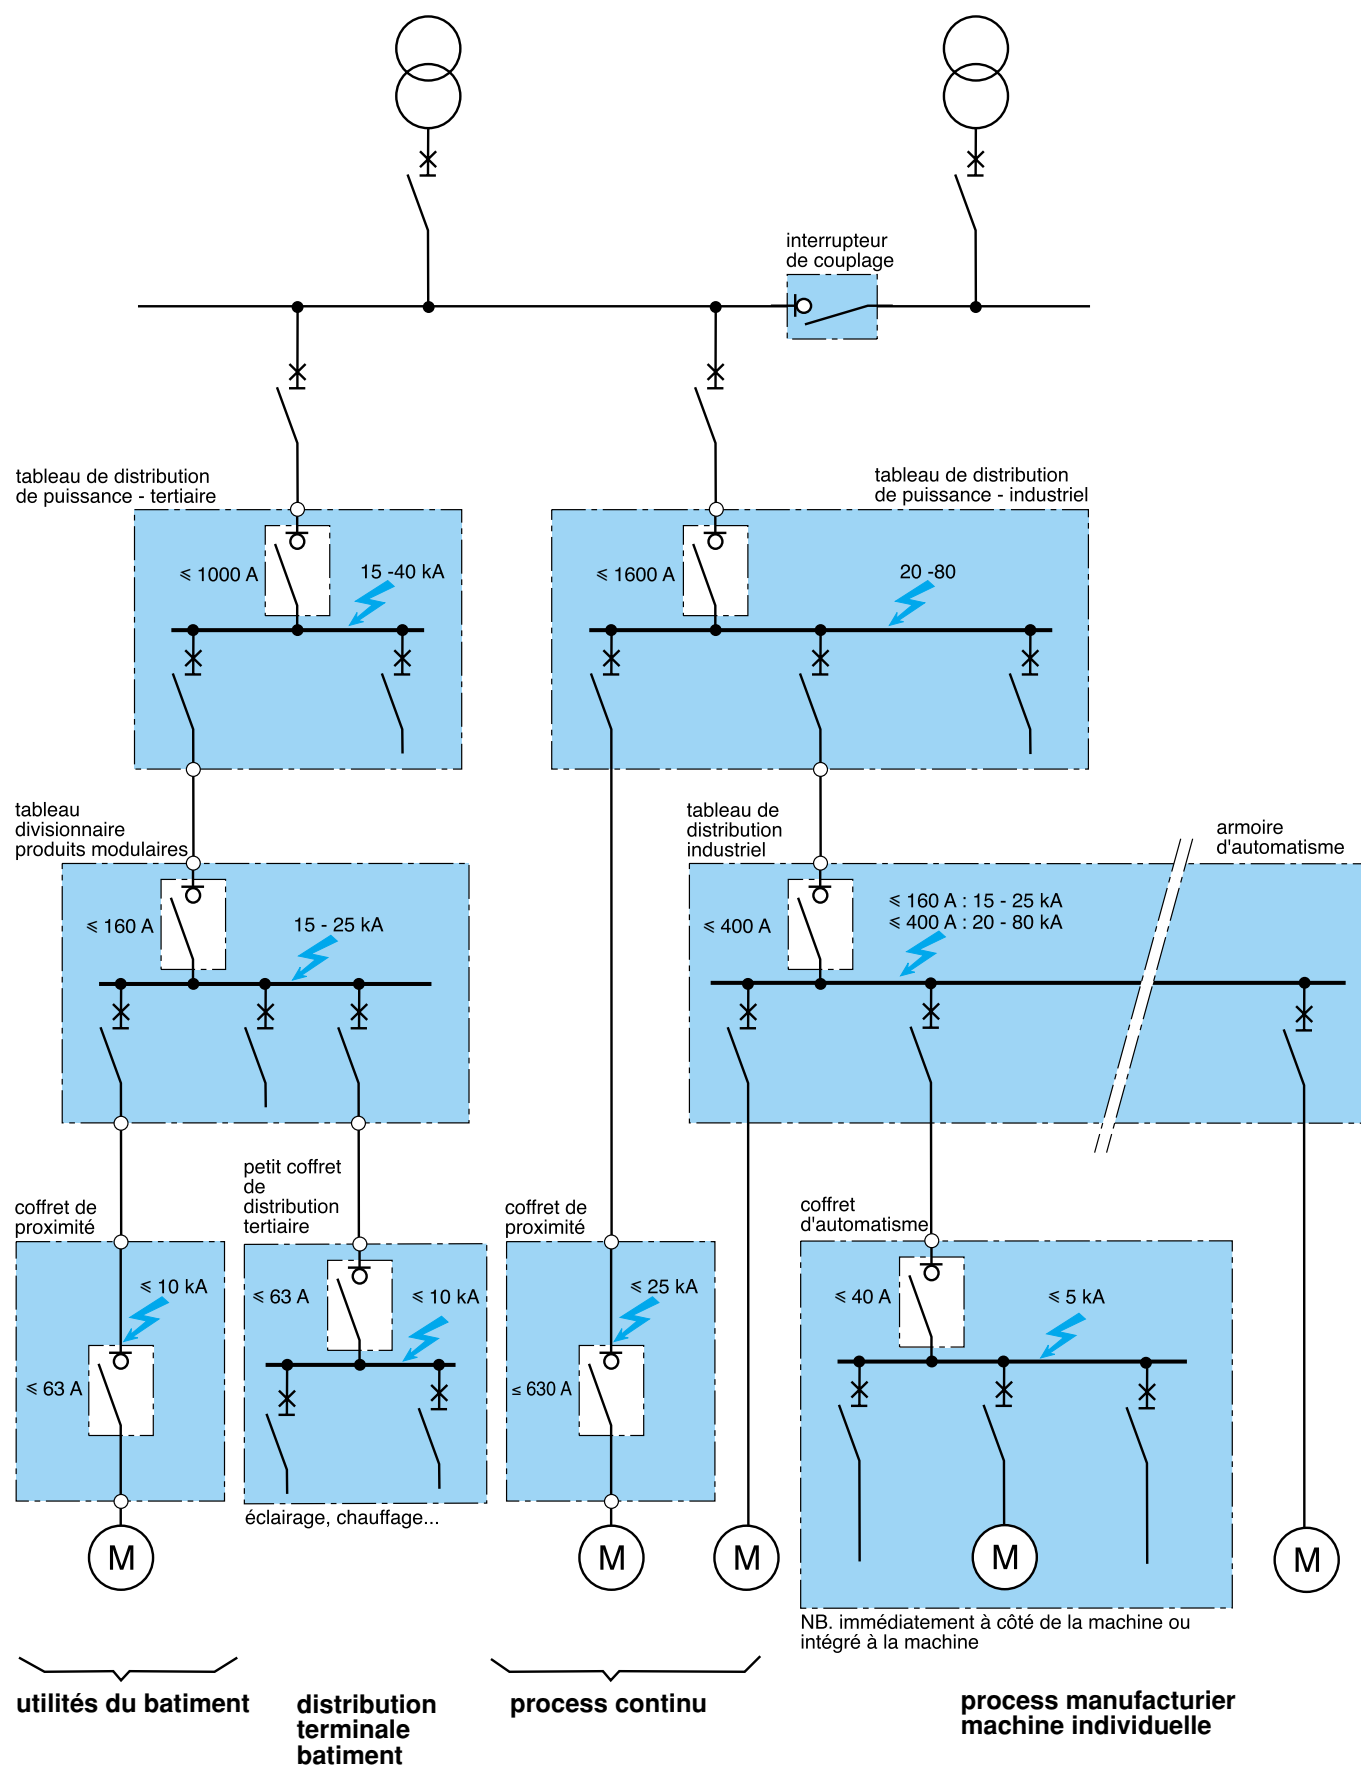 interrupteur
de couplage
tableau de distribution
de puissance - tertiaire
tableau de distribution
de puissance - industriel
⩽ 1000 A
15 -40 kA
⩽ 1600 A
20 -80
tableau
divisionnaire
produits modulaires
tableau de
distribution
industriel
armoire
d'automatisme
⩽ 160 A
15 - 25 kA
⩽ 400 A
⩽ 160 A : 15 - 25 kA
⩽ 400 A : 20 - 80 kA
coffret de
proximité
petit coffret
de
distribution
tertiaire
coffret de
proximité
coffret
d'automatisme
⩽ 10 kA
⩽ 63 A
⩽ 63 A
⩽ 10 kA
⩽ 25 kA
≤ 630 A
⩽ 40 A
⩽ 5 kA
éclairage, chauffage...
M
M
M
M
M
NB. immédiatement à côté de la machine ou
intégré à la machine
utilités du batiment
distribution
terminale
batiment
process continu
process manufacturier
machine individuelle